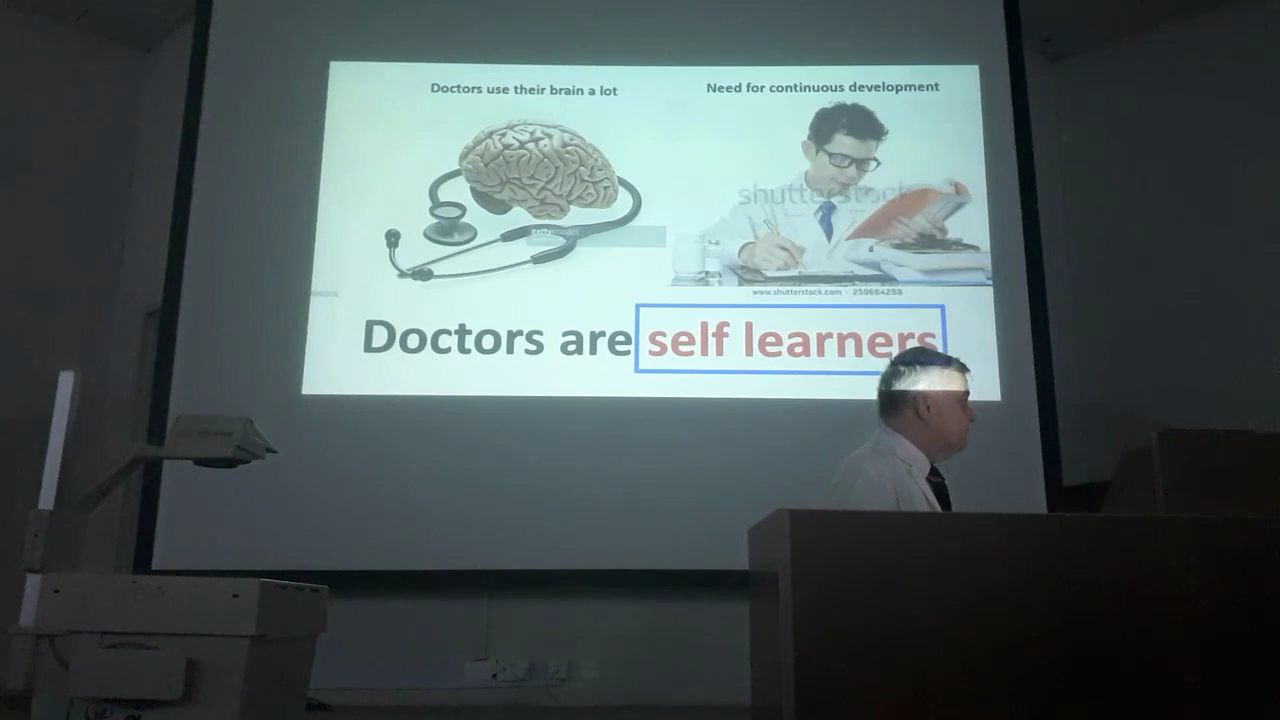 Doctors use their brain a lot
Need for continuous development
shutterstock
www.shutterstock.com · 259664288
Doctors are self learners